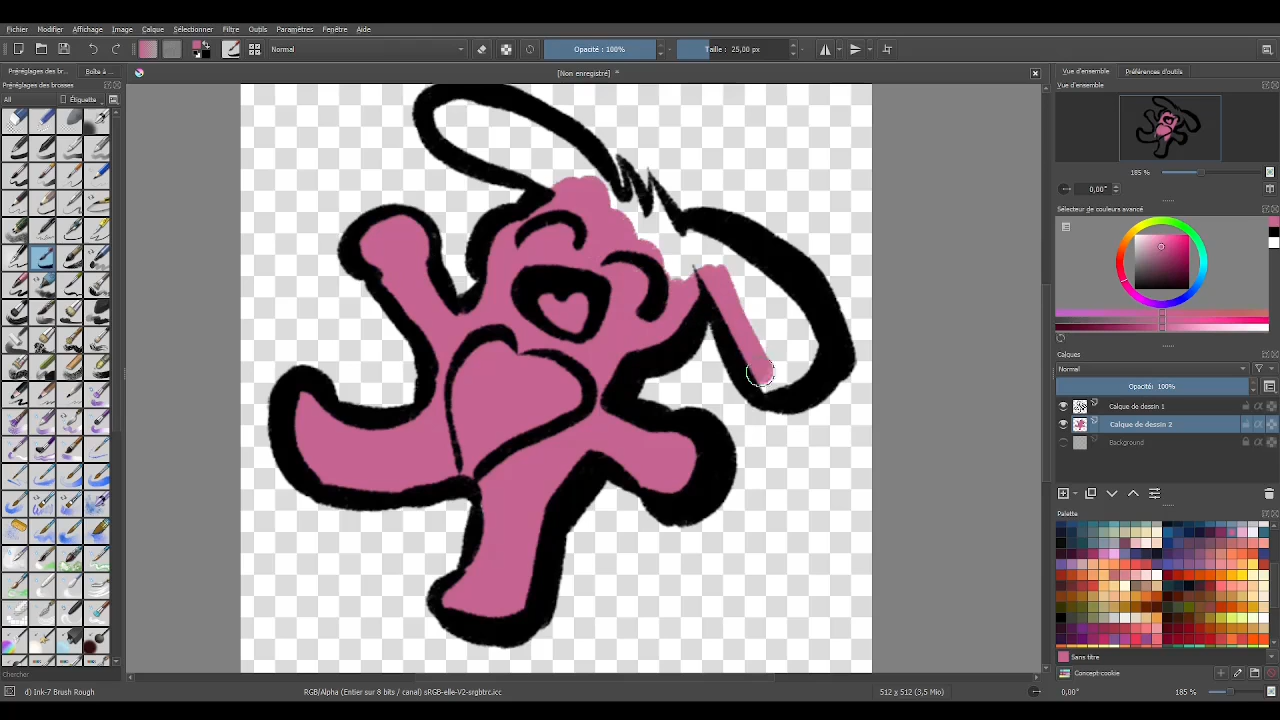 Fichier Modifier Affichage Image Calque Sélectionner Filtre Outils Paramètres Fenêtre Aide
Normal
Opacité : 100%
Taille : 25,00 px
Préréglages des br... Boîte à ...
[Non enregistré] *
Vue d'ensemble Préférences d'outils
Préréglages des brosses
Vue d'ensemble
All
Étiquette
185 %
0,00°
Sélecteur de couleurs avancé
Calques
Normal
Opacité: 100%
Calque de dessin 1
Calque de dessin 2
Background
Palette
Sans titre
Chercher
Concept-cookie
d) Ink-7 Brush Rough
RGB/Alpha (Entier sur 8 bits / canal) sRGB-elle-V2-srgbtrc.icc
512 x 512 (3,5 Mio)
0,00°
185 %